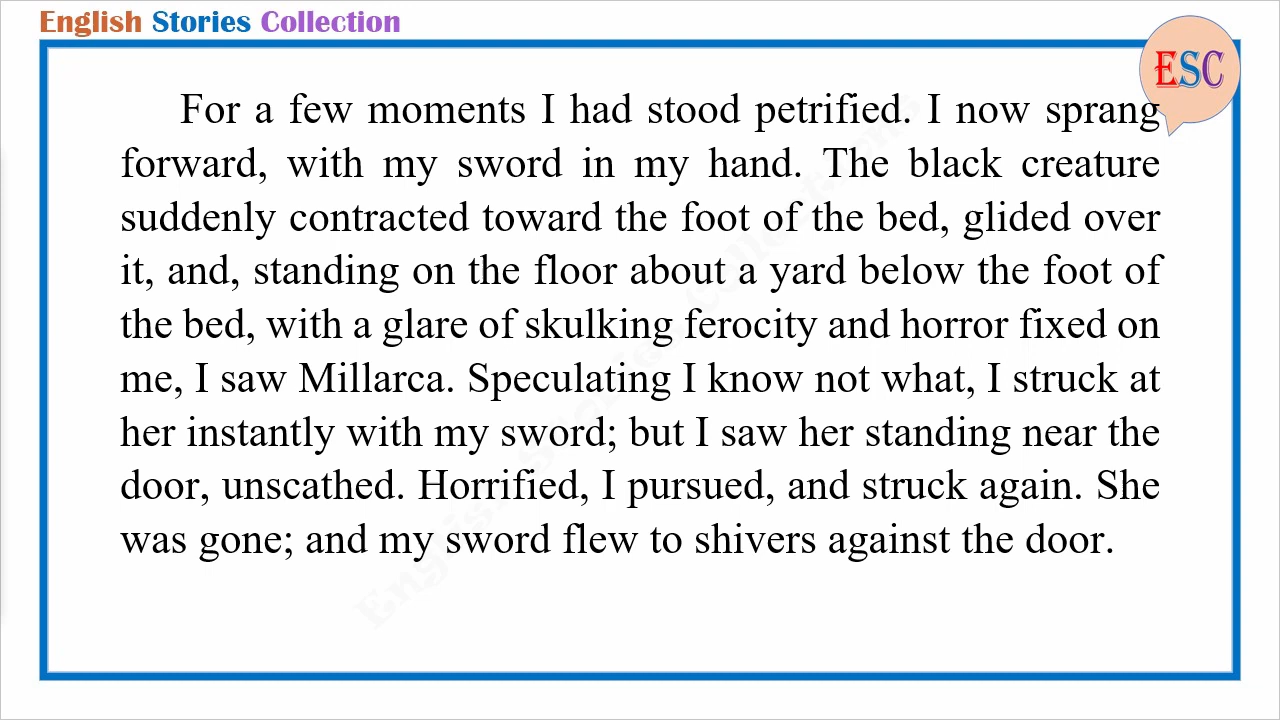 English Stories Collection
ESC
For a few moments I had stood petrified. I now sprang
forward, with my sword in my hand. The black creature
suddenly contracted toward the foot of the bed, glided over
it, and, standing on the floor about a yard below the foot of
the bed, with a glare of skulking ferocity and horror fixed on
me, I saw Millarca. Speculating I know not what, I struck at
her instantly with my sword; but I saw her standing near the
door, unscathed. Horrified, I pursued, and struck again. She
was gone; and my sword flew to shivers against the door.
English Stories Collections